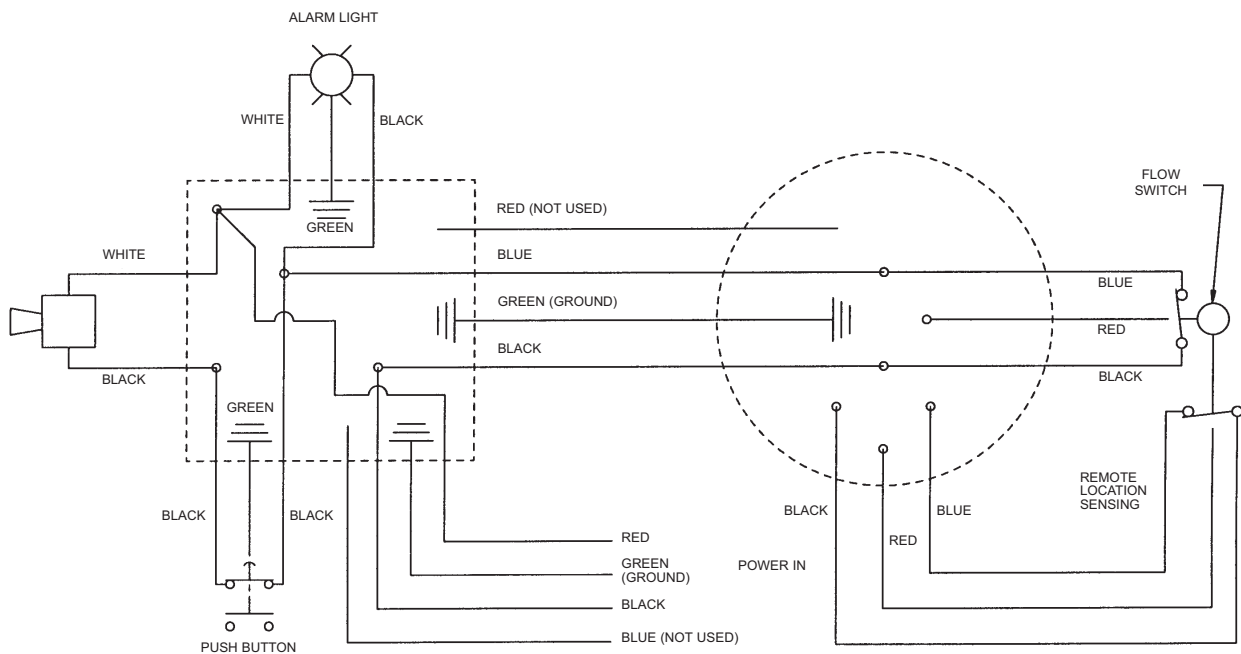 ALARM LIGHT
WHITE
BLACK
FLOW
SWITCH
RED (NOT USED)
GREEN
WHITE
BLUE
BLUE
GREEN (GROUND)
RED
BLACK
BLACK
BLACK
GREEN
REMOTE
LOCATION
SENSING
BLACK
BLACK
BLACK
BLUE
RED
RED
GREEN
(GROUND)
POWER IN
BLACK
BLUE (NOT USED)
PUSH BUTTON